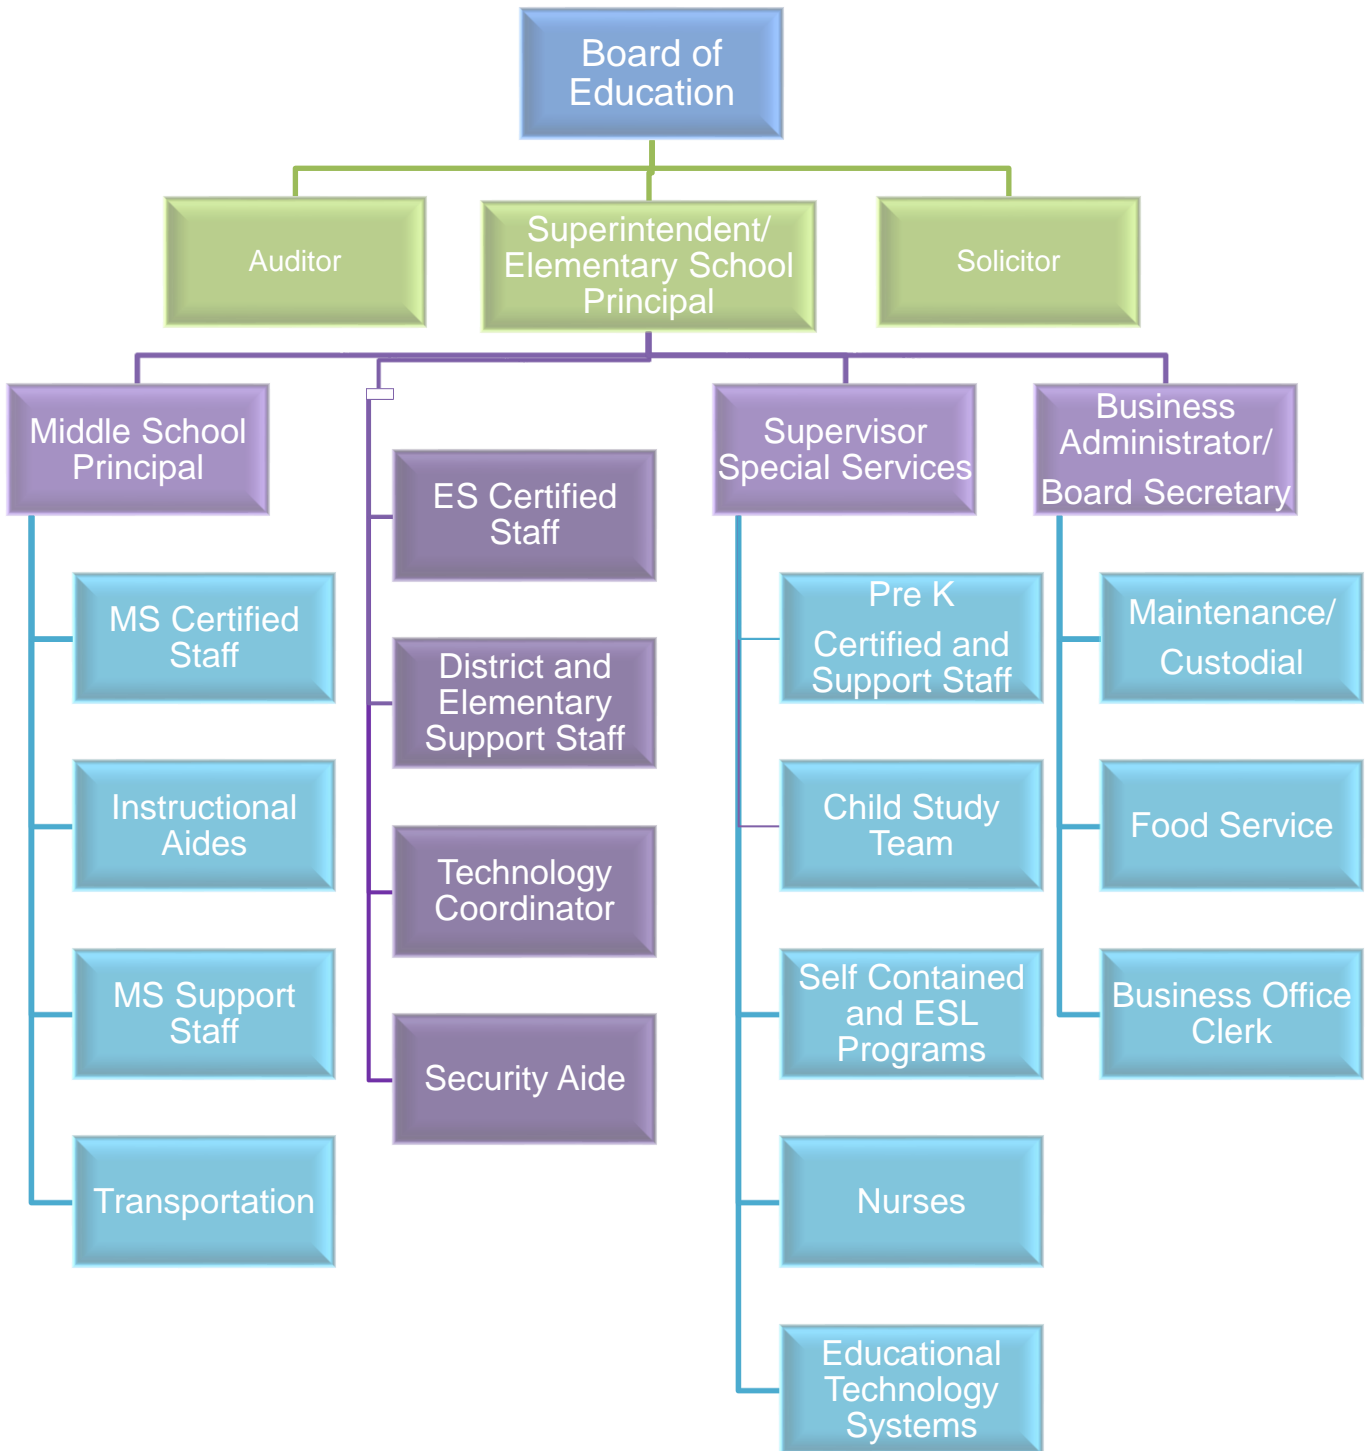 Board of
Education
Auditor
Superintendent/
Elementary School
Principal
Solicitor
Middle School
Principal
Supervisor
Special Services
Business
Administrator/
Board Secretary
ES Certified
Staff
District and
Elementary
Support Staff
Technology
Coordinator
Security Aide
MS Certified
Staff
Instructional
Aides
MS Support
Staff
Transportation
Pre K
Certified and
Support Staff
Child Study
Team
Self Contained
and ESL
Programs
Nurses
Educational
Technology
Systems
Maintenance/
Custodial
Food Service
Business Office
Clerk